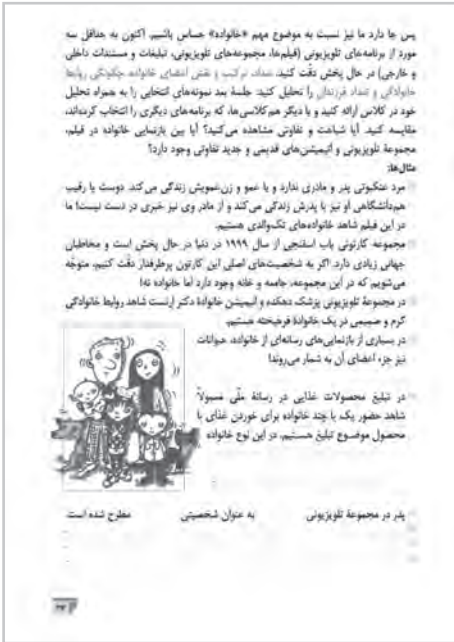 پس جا دارد ما نیز نسبت به موضوع مهم «خانواده» حساس باشیم. اکنون به حداقل سه
مورد از برنامه‌های تلویزیونی (فیلم‌ها، مجموعه‌های تلویزیونی، تبلیغات و مستندات داخلی
و خارجی) در حال پخش دقّت کنید. تعداد، ترکیب و نقش اعضای خانواده، چگونگی روابط
خانوادگی و تعداد فرزندان را تحلیل کنید. جلسهٔ بعد نمونه‌های انتخابی را به همراه تحلیل
خود در کلاس ارائه کنید و با دیگر هم‌کلاسی‌ها، که برنامه‌های دیگری را انتخاب کرده‌اند،
مقایسه کنید. آیا شباهت و تفاوتی مشاهده می‌کنید؟ آیا بین بازنمایی خانواده در فیلم،
مجموعهٔ تلویزیونی و انیمیشن‌های قدیمی و جدید تفاوتی وجود دارد؟
مثال‌ها:
مرد عنکبوتی پدر و مادری ندارد و با عمو و زن‌عمویش زندگی می‌کند. دوست یا رقیب
هم‌دانشگاهی او نیز با پدرش زندگی می‌کند و از مادر وی نیز خبری در دست نیست! ما
در این فیلم شاهد خانواده‌های تک‌والدی هستیم.
مجموعه کارتونی باب اسفنجی از سال ۱۹۹۹ در دنیا در حال پخش است و مخاطبان
جهانی زیادی دارد. اگر به شخصیت‌های اصلی این کارتون پرطرفدار دقّت کنیم، متوجّه
می‌شویم که در این مجموعه، جامعه و خانه وجود دارد اما خانواده نه!
در مجموعهٔ تلویزیونی پزشک دهکده و انیمیشن خانوادهٔ دکتر ارنست شاهد روابط خانوادگی
گرم و صمیمی در یک خانوادهٔ فرهیخته هستیم.
در بسیاری از بازنمایی‌های رسانه‌ای از خانواده، حیوانات
نیز جزء اعضای آن به شمار می‌روند!
در تبلیغ محصولات غذایی در رسانهٔ ملّی معمولاً
شاهد حضور یک یا چند خانواده برای خوردن غذای با
محصول موضوع تبلیغ هستیم. در این نوع خانواده
پدر در مجموعهٔ تلویزیونی به عنوان شخصیتی مطرح شده است.